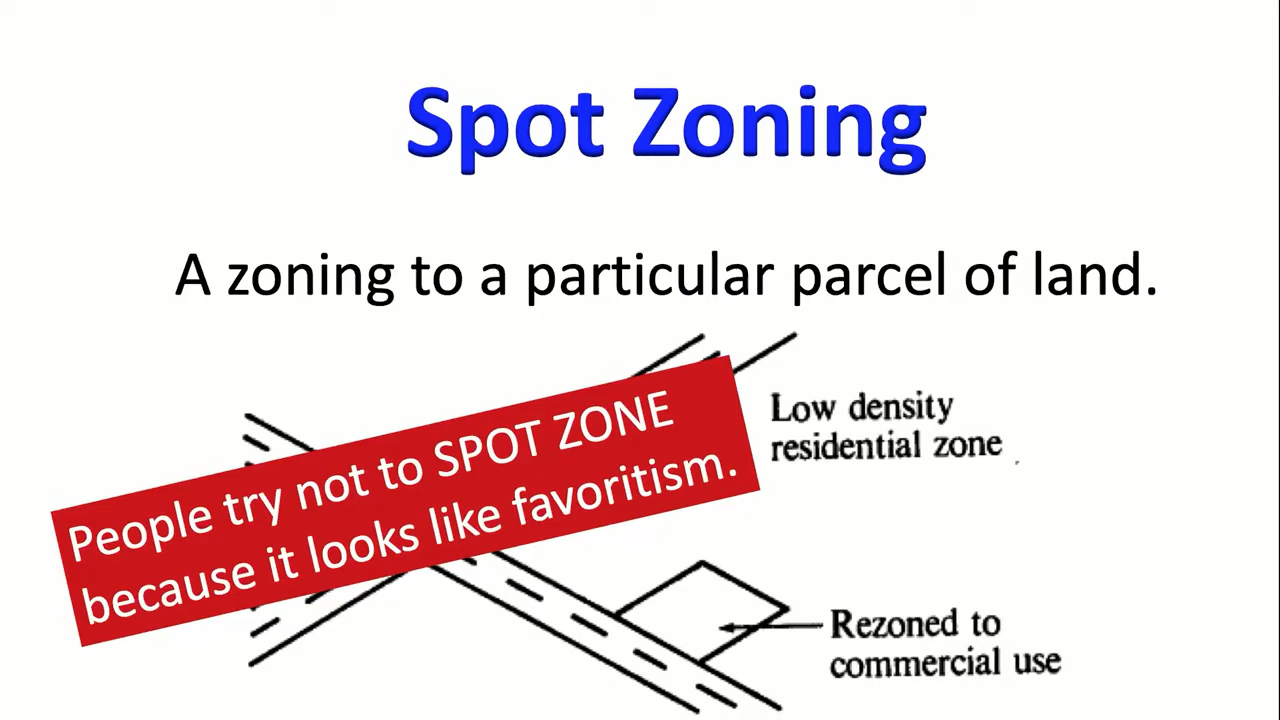 Spot Zoning
A zoning to a particular parcel of land.
People try not to SPOT ZONE
because it looks like favoritism.
Low density
residential zone
Rezoned to
commercial use